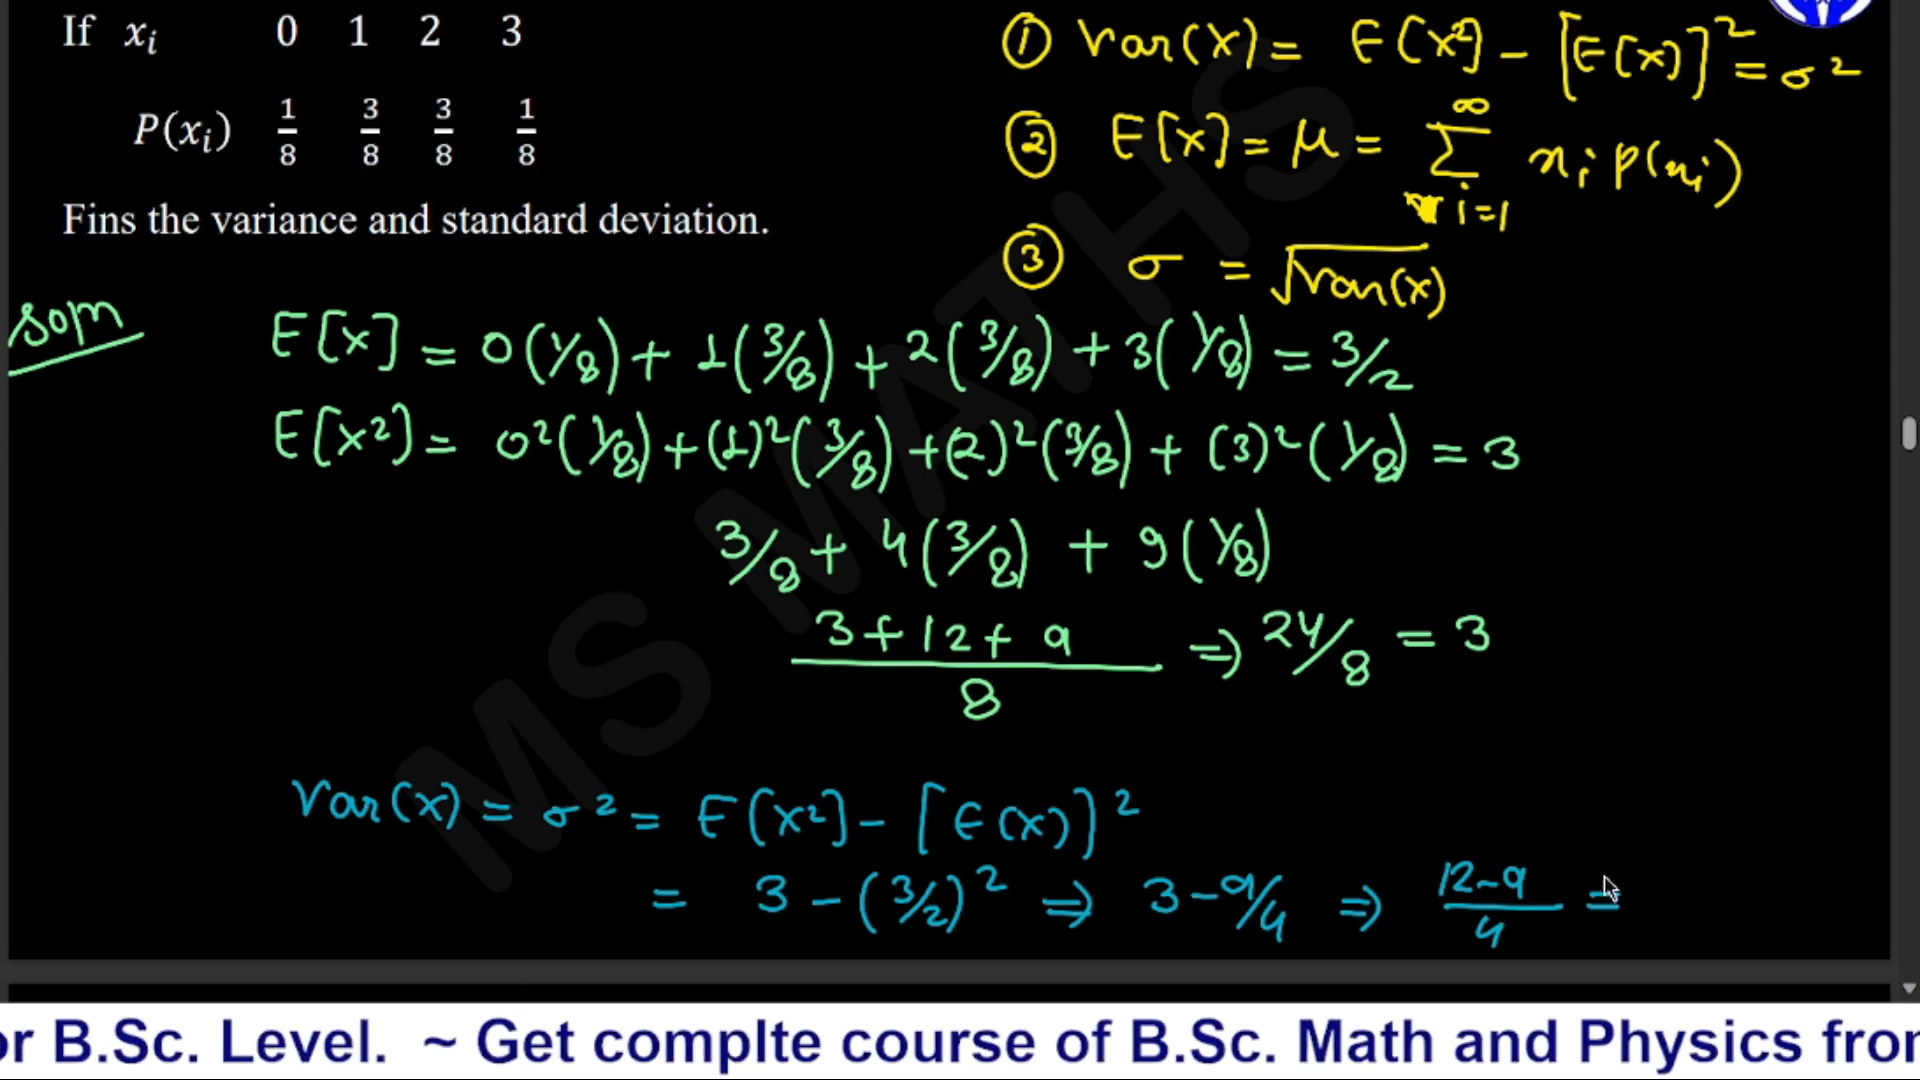 If xᵢ 0 1 2 3
P(xᵢ) 1/8 3/8 3/8 1/8
Fins the variance and standard deviation.
① Var(X) = E[X²] - [E[X]]² = σ²
② E[X] = μ = ∑ i=1 ∞ xᵢ p(xᵢ)
③ σ = √Var(X)
Soln
E[X] = 0(1/8) + 1(3/8) + 2(3/8) + 3(1/8) = 3/2
E[X²] = 0²(1/8) + (1)²(3/8) + (2)²(3/8) + (3)²(1/8) = 3
3/8 + 4(3/8) + 9(1/8)
3+12+9 / 8 ⇒ 24/8 = 3
Var(X) = σ² = E[X²] - [E(X)]²
= 3 - (3/2)² ⇒ 3 - 9/4 ⇒ 12-9 / 4 =
MS MATHS
or B.Sc. Level. ~ Get complte course of B.Sc. Math and Physics fron